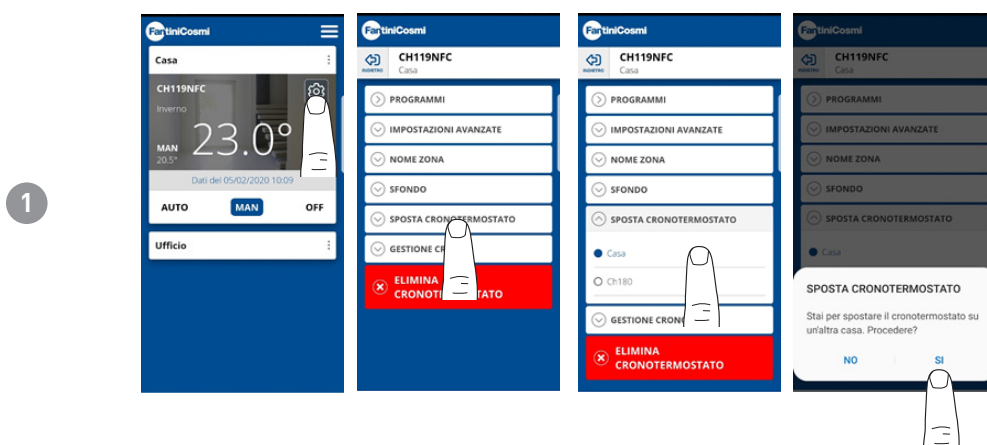 1
FantiniCosmi
Casa
CH119NFC
Inverno
23.0°
MAN
20.5°
Dati del 05/02/2020 10:09
AUTO MAN OFF
Ufficio
FantiniCosmi
INDIETRO
CH119NFC
Casa
PROGRAMMI
IMPOSTAZIONI AVANZATE
NOME ZONA
SFONDO
SPOSTA CRONOTERMOSTATO
GESTIONE
ELIMINA
FantiniCosmi
INDIETRO
CH119NFC
Casa
PROGRAMMI
IMPOSTAZIONI AVANZATE
NOME ZONA
SFONDO
SPOSTA CRONOTERMOSTATO
Casa
Ch180
GESTIONE
ELIMINA
CRONOTERMOSTATO
FantiniCosmi
INDIETRO
CH119NFC
Casa
PROGRAMMI
IMPOSTAZIONI AVANZATE
NOME ZONA
SFONDO
SPOSTA CRONOTERMOSTATO
Casa
SPOSTA CRONOTERMOSTATO
Stai per spostare il cronotermostato su
un'altra casa. Procedere?
NO SI